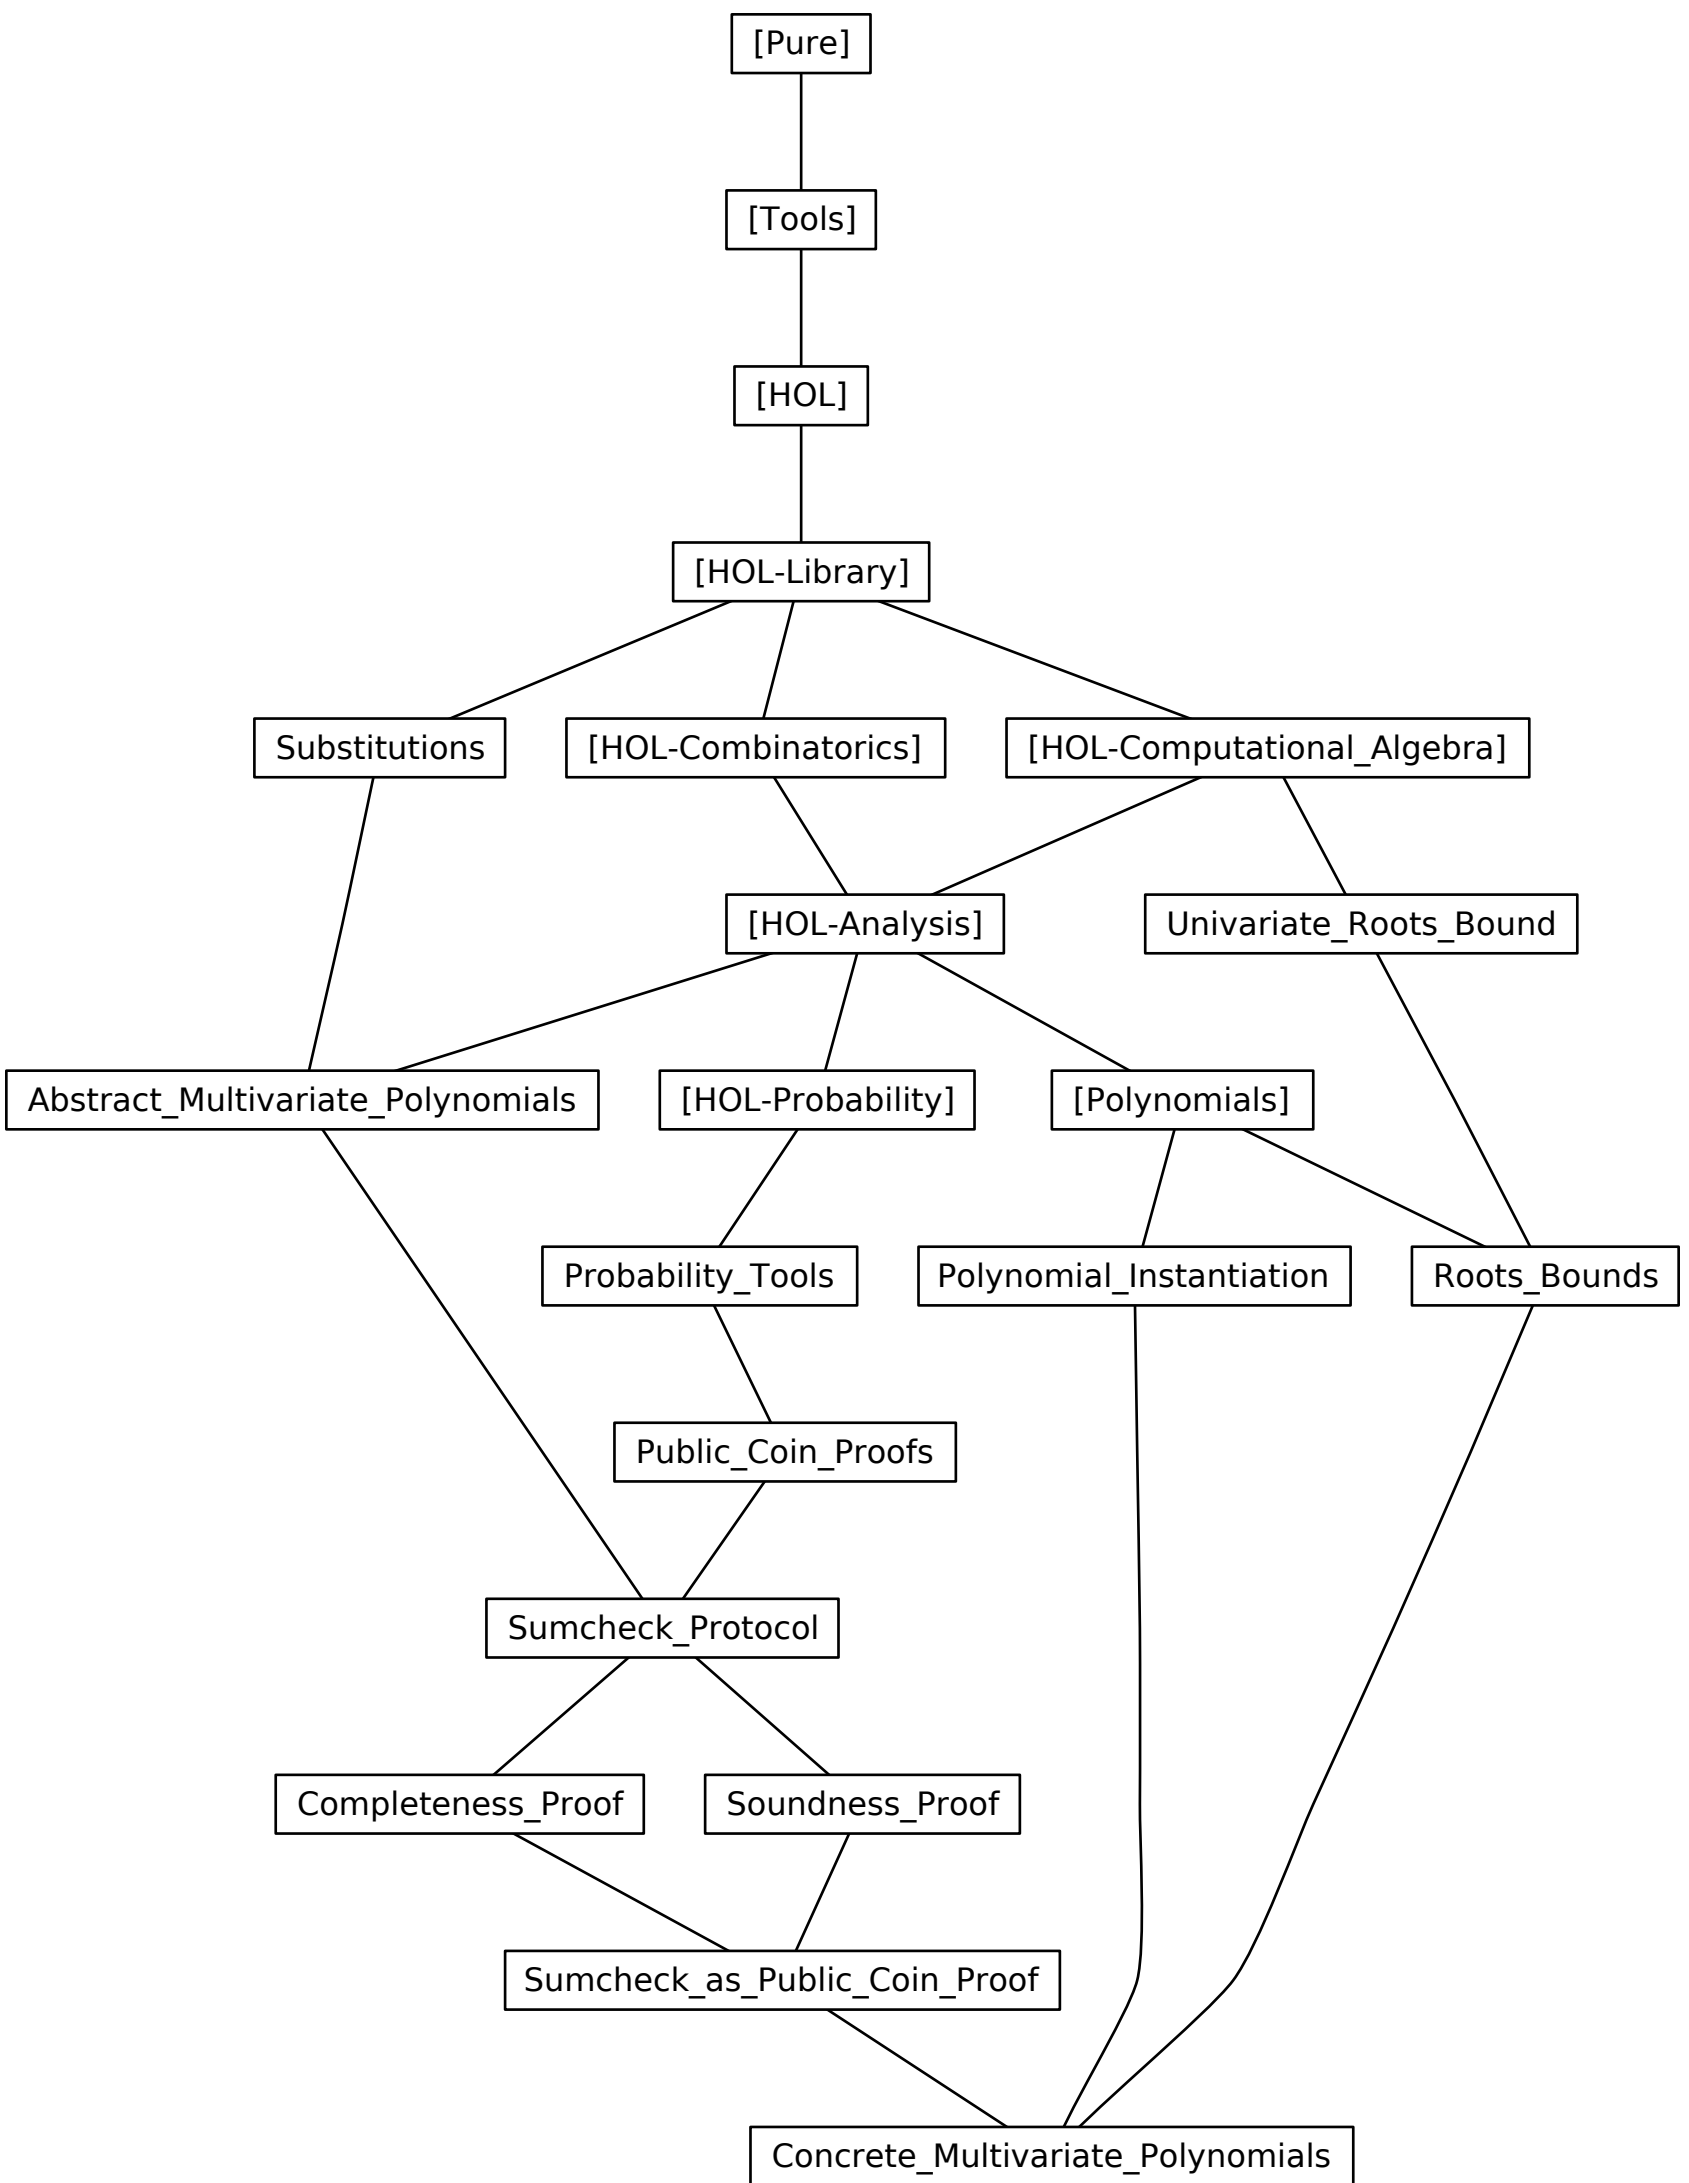 [Pure]
[Tools]
[HOL]
[HOL-Library]
Substitutions
[HOL-Combinatorics]
[HOL-Computational_Algebra]
[HOL-Analysis]
Univariate_Roots_Bound
Abstract_Multivariate_Polynomials
[HOL-Probability]
[Polynomials]
Probability_Tools
Polynomial_Instantiation
Roots_Bounds
Public_Coin_Proofs
Sumcheck_Protocol
Completeness_Proof
Soundness_Proof
Sumcheck_as_Public_Coin_Proof
Concrete_Multivariate_Polynomials